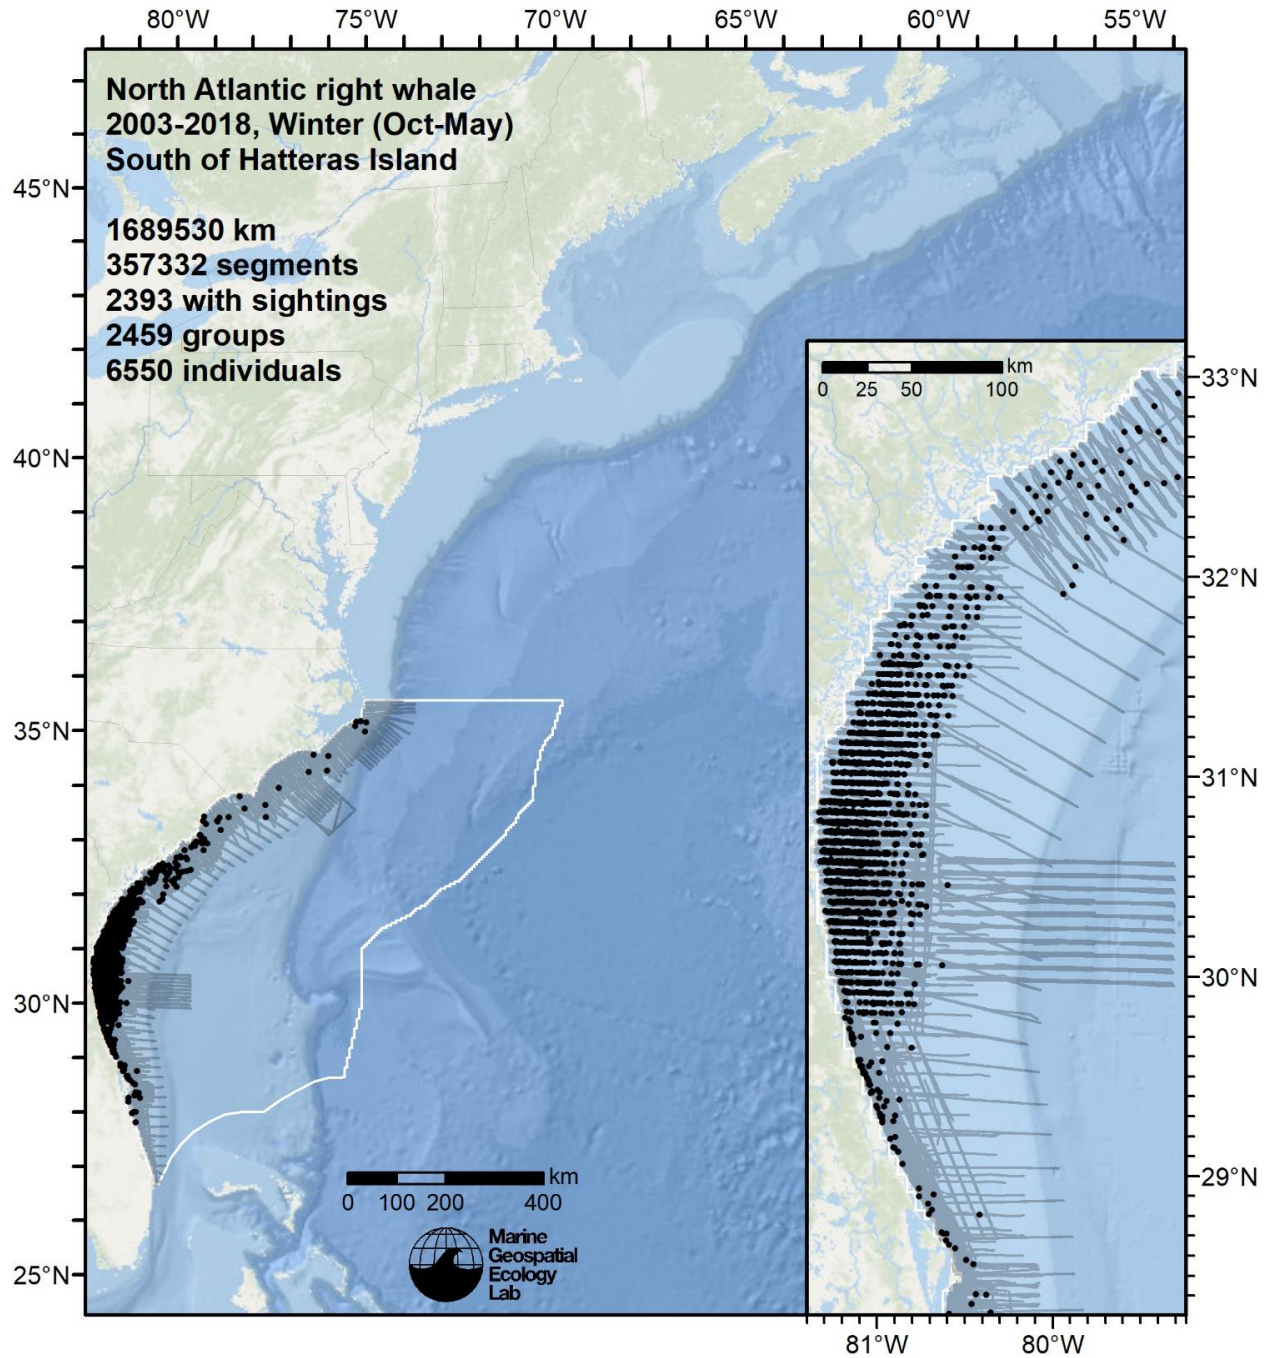 80°W 75°W 70°W 65°W 60°W 55°W
North Atlantic right whale
2003-2018, Winter (Oct-May)
South of Hatteras Island
45°N
1689530 km
357332 segments
2393 with sightings
2459 groups
6550 individuals
km
0 25 50 100
33°N
40°N
32°N
35°N
31°N
30°N
30°N
29°N
km
0 100 200 400
Marine
Geospatial
Ecology
Lab
25°N
81°W 80°W